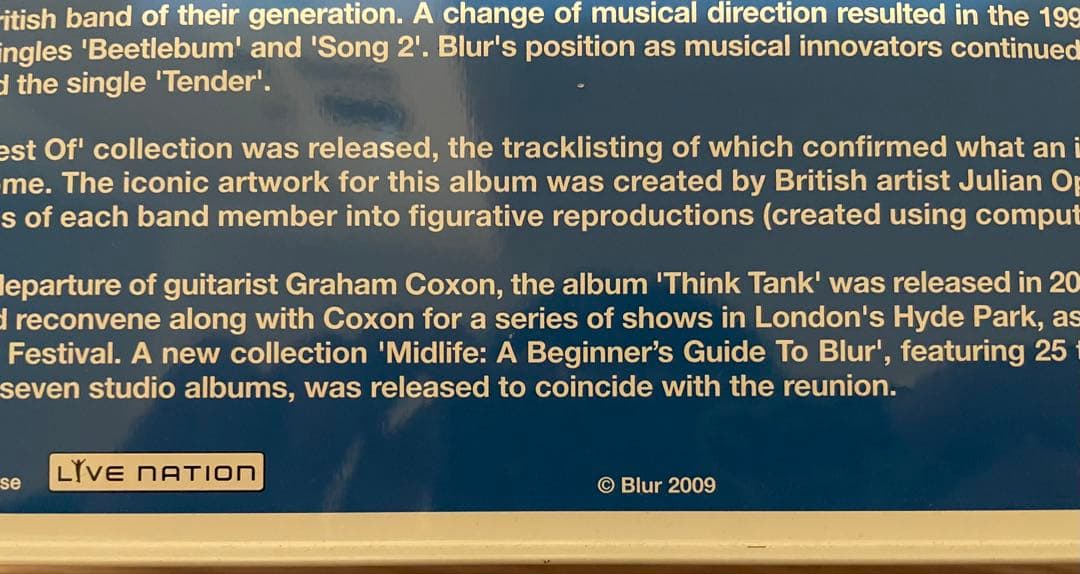 ritish band of their generation. A change of musical direction resulted in the 199
ingles 'Beetlebum' and 'Song 2'. Blur's position as musical innovators continued
d the single 'Tender'.
est Of' collection was released, the tracklisting of which confirmed what an i
me. The iconic artwork for this album was created by British artist Julian Op
s of each band member into figurative reproductions (created using comput
departure of guitarist Graham Coxon, the album 'Think Tank' was released in 20
d reconvene along with Coxon for a series of shows in London's Hyde Park, as
Festival. A new collection 'Midlife: A Beginner’s Guide To Blur', featuring 25 t
seven studio albums, was released to coincide with the reunion.
se LIVE NATION © Blur 2009